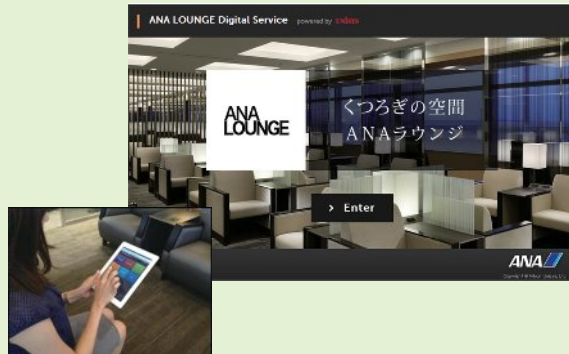 ANA LOUNGE Digital Service powered by
ANA
LOUNGE
くつろぎの空間
ANAラウンジ
> Enter
ANA